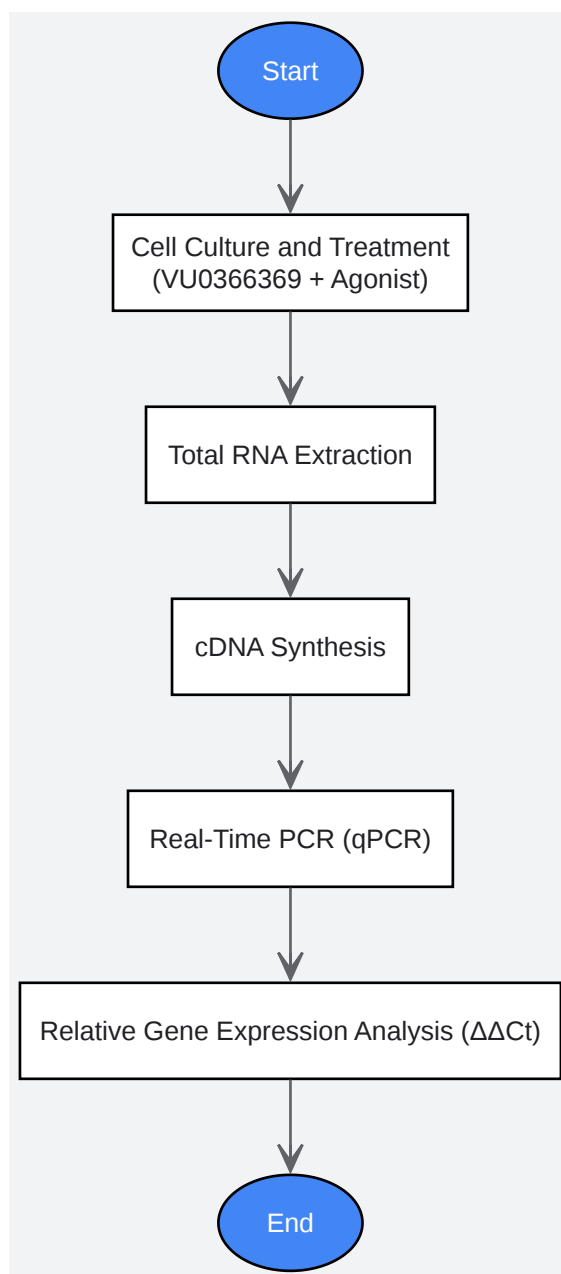 Start
Cell Culture and Treatment
(VU0366369 + Agonist)
Total RNA Extraction
cDNA Synthesis
Real-Time PCR (qPCR)
Relative Gene Expression Analysis (ΔΔCt)
End